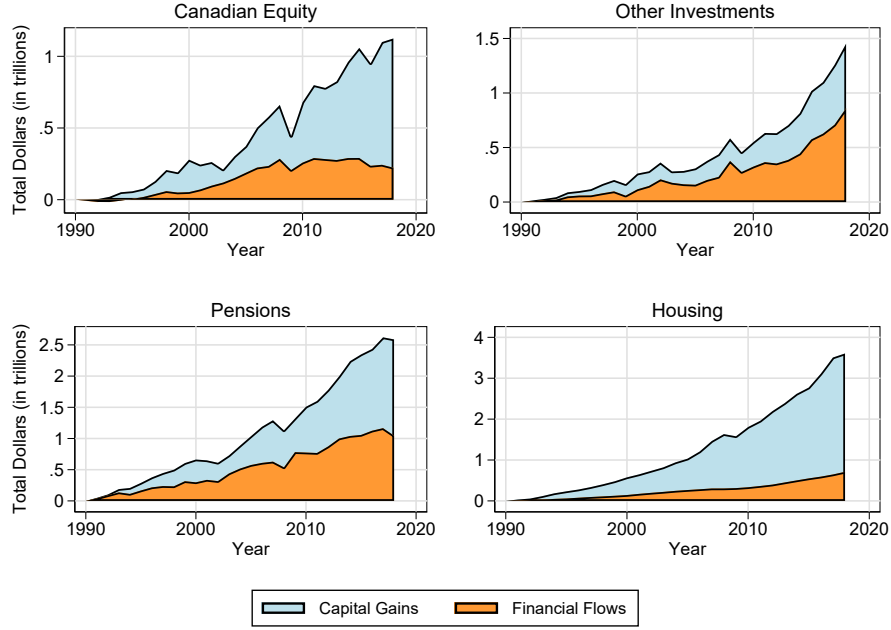 Canadian Equity
Total Dollars (in trillions)
1
.5
0
1990 2000 2010 2020
Year
Other Investments
1.5
1
.5
0
1990 2000 2010 2020
Year
Pensions
Total Dollars (in trillions)
2.5
2
1.5
1
.5
0
1990 2000 2010 2020
Year
Housing
4
3
2
1
0
1990 2000 2010 2020
Year
Capital Gains Financial Flows